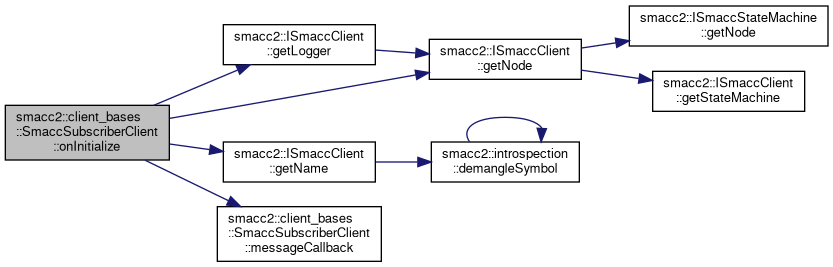 smacc2::client_bases
::SmaccSubscriberClient
::onInitialize
smacc2::ISmaccClient
::getLogger
smacc2::ISmaccClient
::getNode
smacc2::ISmaccStateMachine
::getNode
smacc2::ISmaccClient
::getStateMachine
smacc2::ISmaccClient
::getName
smacc2::introspection
::demangleSymbol
smacc2::client_bases
::SmaccSubscriberClient
::messageCallback